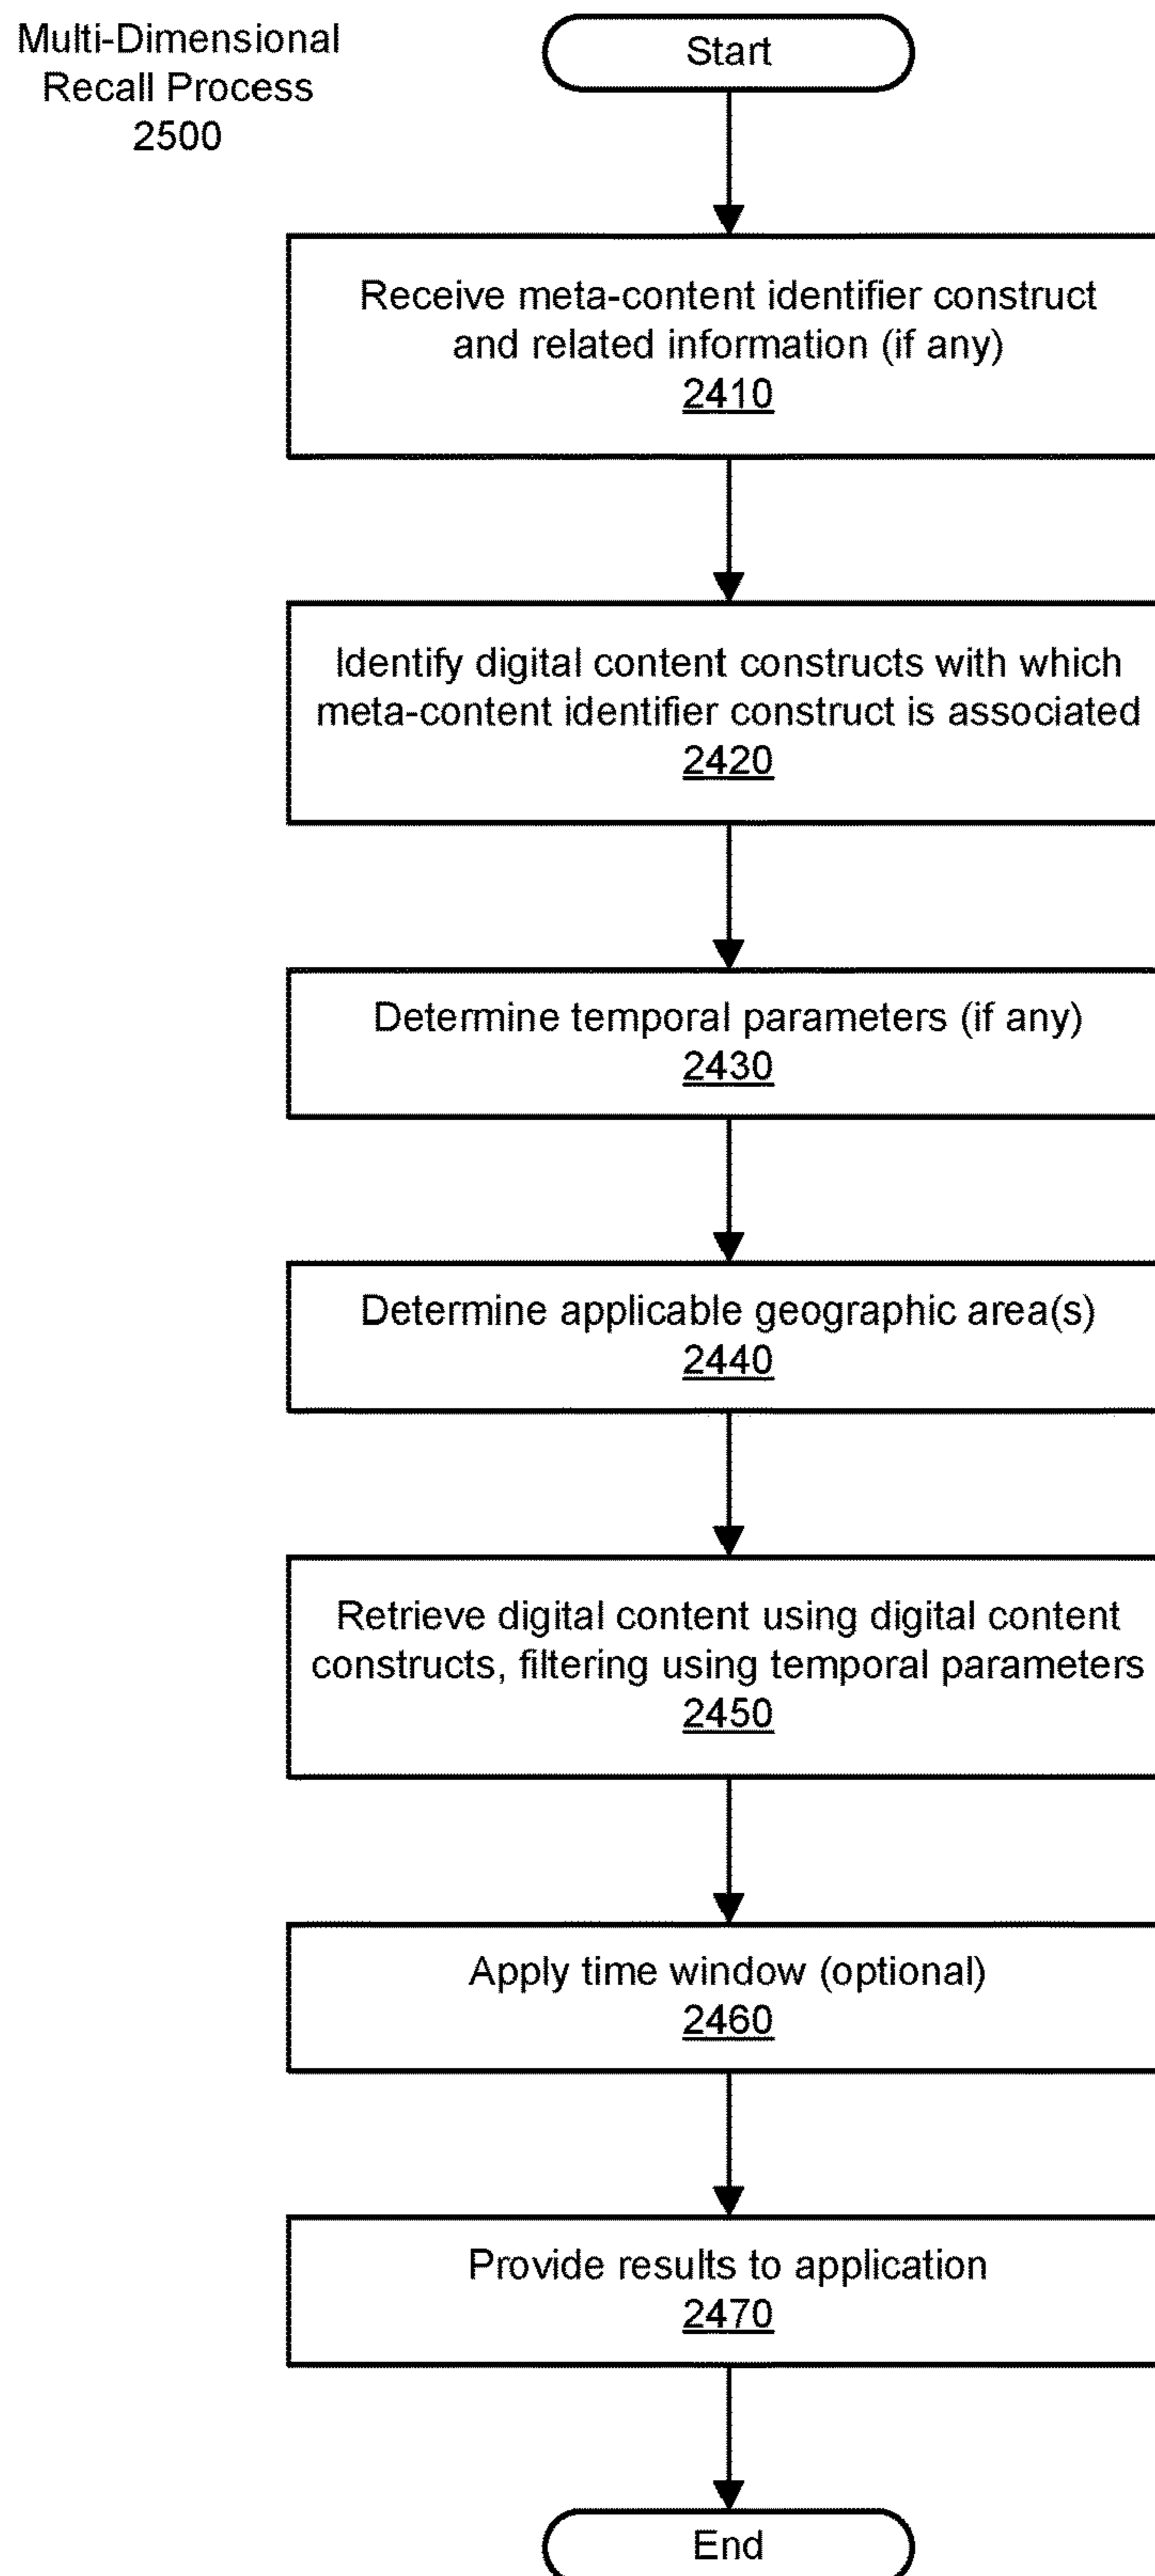 Multi-Dimensional
Recall Process
2500
Start
Receive meta-content identifier construct
and related information (if any)
2410
Identify digital content constructs with which
meta-content identifier construct is associated
2420
Determine temporal parameters (if any)
2430
Determine applicable geographic area(s)
2440
Retrieve digital content using digital content
constructs, filtering using temporal parameters
2450
Apply time window (optional)
2460
Provide results to application
2470
End